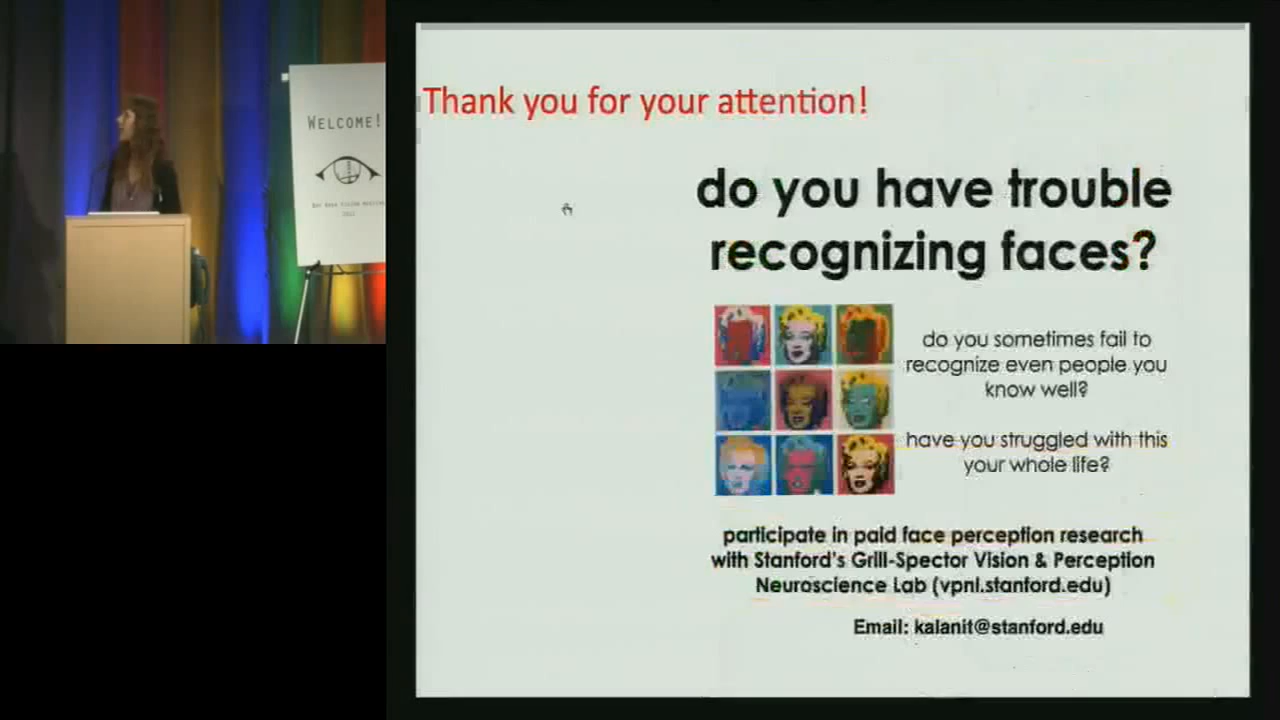 WELCOME!
Thank you for your attention!
do you have trouble
recognizing faces?
do you sometimes fail to
recognize even people you
know well?
have you struggled with this
your whole life?
participate in paid face perception research
with Stanford's Grill-Spector Vision & Perception
Neuroscience Lab (vpnl.stanford.edu)
Email: kalanit@stanford.edu